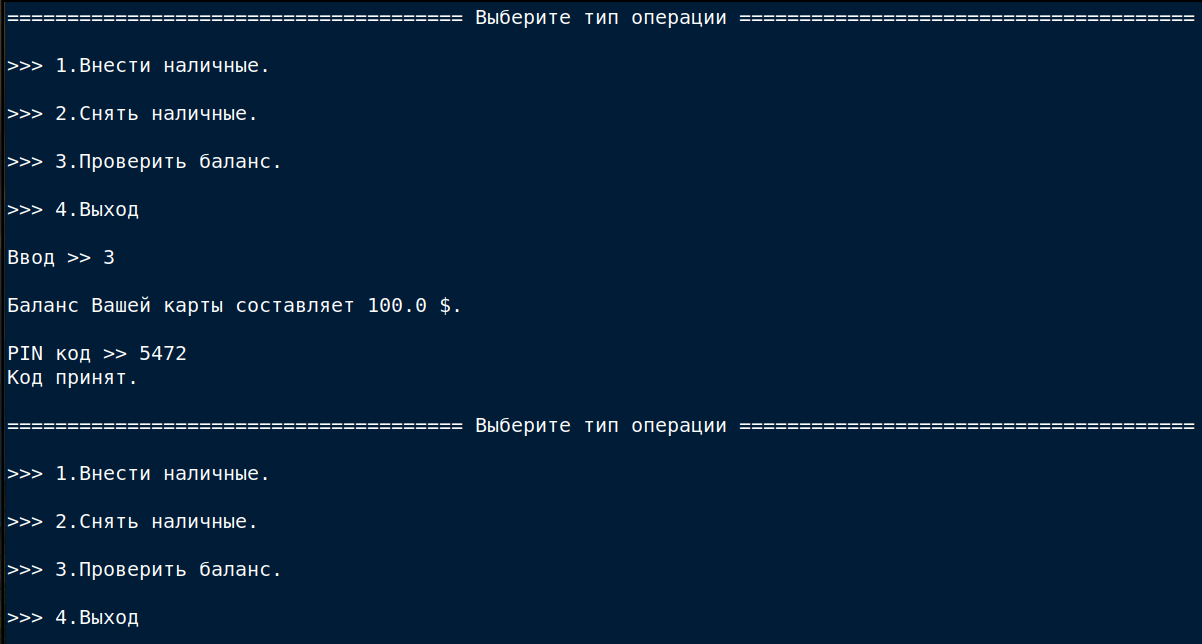 ====================================== Выберите тип операции ======================================
>>> 1.Внести наличные.
>>> 2.Снять наличные.
>>> 3.Проверить баланс.
>>> 4.Выход
Ввод >> 3
Баланс Вашей карты составляет 100.0 $.
PIN код >> 5472
Код принят.
====================================== Выберите тип операции ======================================
>>> 1.Внести наличные.
>>> 2.Снять наличные.
>>> 3.Проверить баланс.
>>> 4.Выход